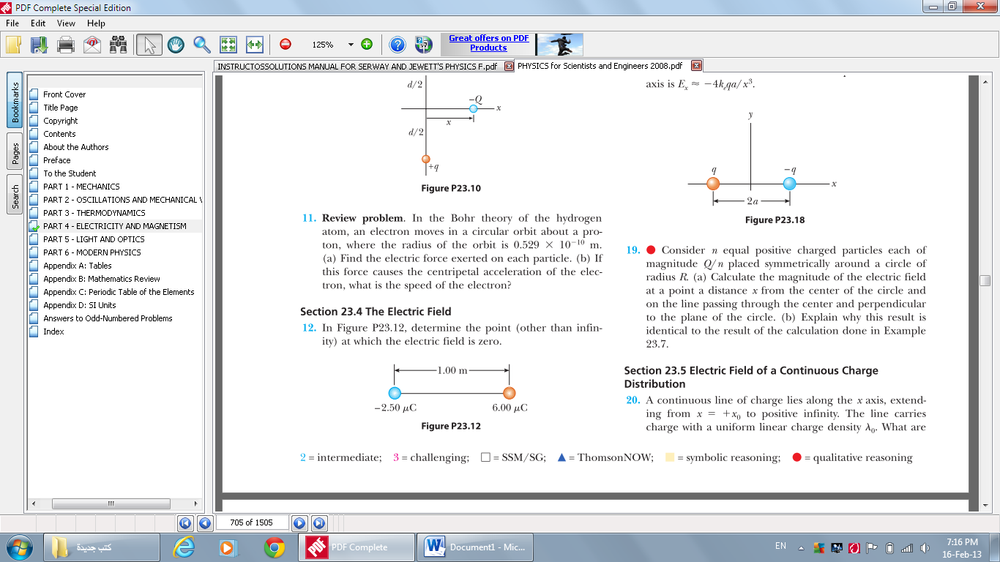 PDF Complete Special Edition
File Edit View Help
125%
Great offers on PDF
Products
INSTRUCTOSSOLUTIONS MANUAL FOR SERWAY AND JEWETT'S PHYSICS F.pdf
PHYSICS for Scientists and Engineers 2008.pdf
Bookmarks
Pages
Search
Front Cover
Title Page
Copyright
Contents
About the Authors
Preface
To the Student
PART 1 - MECHANICS
PART 2 - OSCILLATIONS AND MECHANICAL
PART 3 - THERMODYNAMICS
PART 4 - ELECTRICITY AND MAGNETISM
PART 5 - LIGHT AND OPTICS
PART 6 - MODERN PHYSICS
Appendix A: Tables
Appendix B: Mathematics Review
Appendix C: Periodic Table of the Elements
Appendix D: SI Units
Answers to Odd-Numbered Problems
Index
d/2
−Q
x
x
d/2
+q
Figure P23.10
11. Review problem. In the Bohr theory of the hydrogen
atom, an electron moves in a circular orbit about a pro-
ton, where the radius of the orbit is 0.529 × 10⁻¹⁰ m.
(a) Find the electric force exerted on each particle. (b) If
this force causes the centripetal acceleration of the elec-
tron, what is the speed of the electron?
Section 23.4 The Electric Field
12. In Figure P23.12, determine the point (other than infin-
ity) at which the electric field is zero.
1.00 m
−2.50 μC
6.00 μC
Figure P23.12
axis is Eₓ ≈ −4kₑqa/x³.
y
q
−q
x
2a
Figure P23.18
19. Consider n equal positive charged particles each of
magnitude Q/n placed symmetrically around a circle of
radius R. (a) Calculate the magnitude of the electric field
at a point a distance x from the center of the circle and
on the line passing through the center and perpendicular
to the plane of the circle. (b) Explain why this result is
identical to the result of the calculation done in Example
23.7.
Section 23.5 Electric Field of a Continuous Charge
Distribution
20. A continuous line of charge lies along the x axis, extend-
ing from x = +x₀ to positive infinity. The line carries
charge with a uniform linear charge density λ₀. What are
2 = intermediate; 3 = challenging; = SSM/SG; = ThomsonNOW; = symbolic reasoning; = qualitative reasoning
705 of 1505
كتب جديدة
PDF Complete
Document1 - Mic...
EN
7:16 PM
16-Feb-13